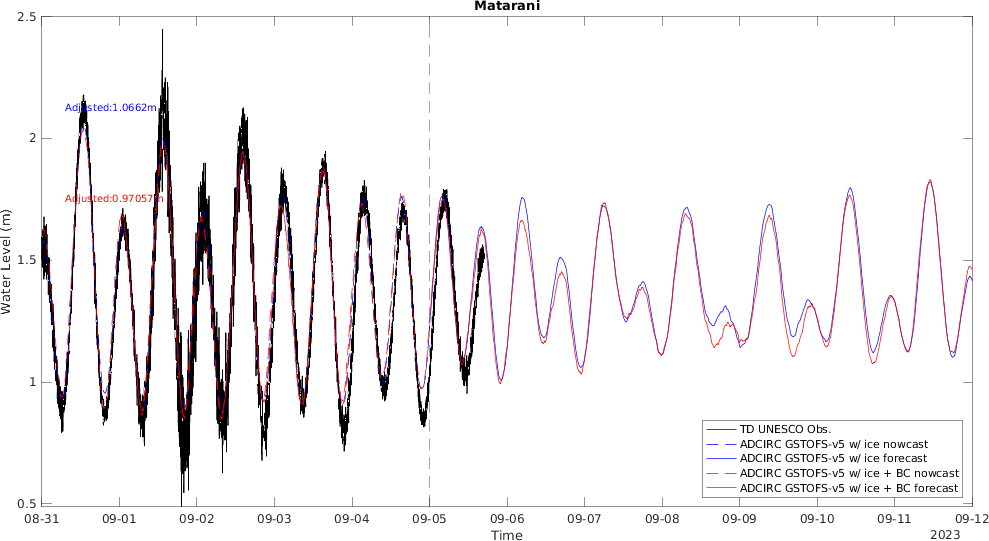 Matarani
2.5
2
1.5
1
0.5
Water Level (m)
Adjusted:1.0662m
Adjusted:0.97057m
TD UNESCO Obs.
ADCIRC GSTOFS-v5 w/ ice nowcast
ADCIRC GSTOFS-v5 w/ ice forecast
ADCIRC GSTOFS-v5 w/ ice + BC nowcast
ADCIRC GSTOFS-v5 w/ ice + BC forecast
08-31 09-01 09-02 09-03 09-04 09-05 09-06 09-07 09-08 09-09 09-10 09-11 09-12
Time
2023